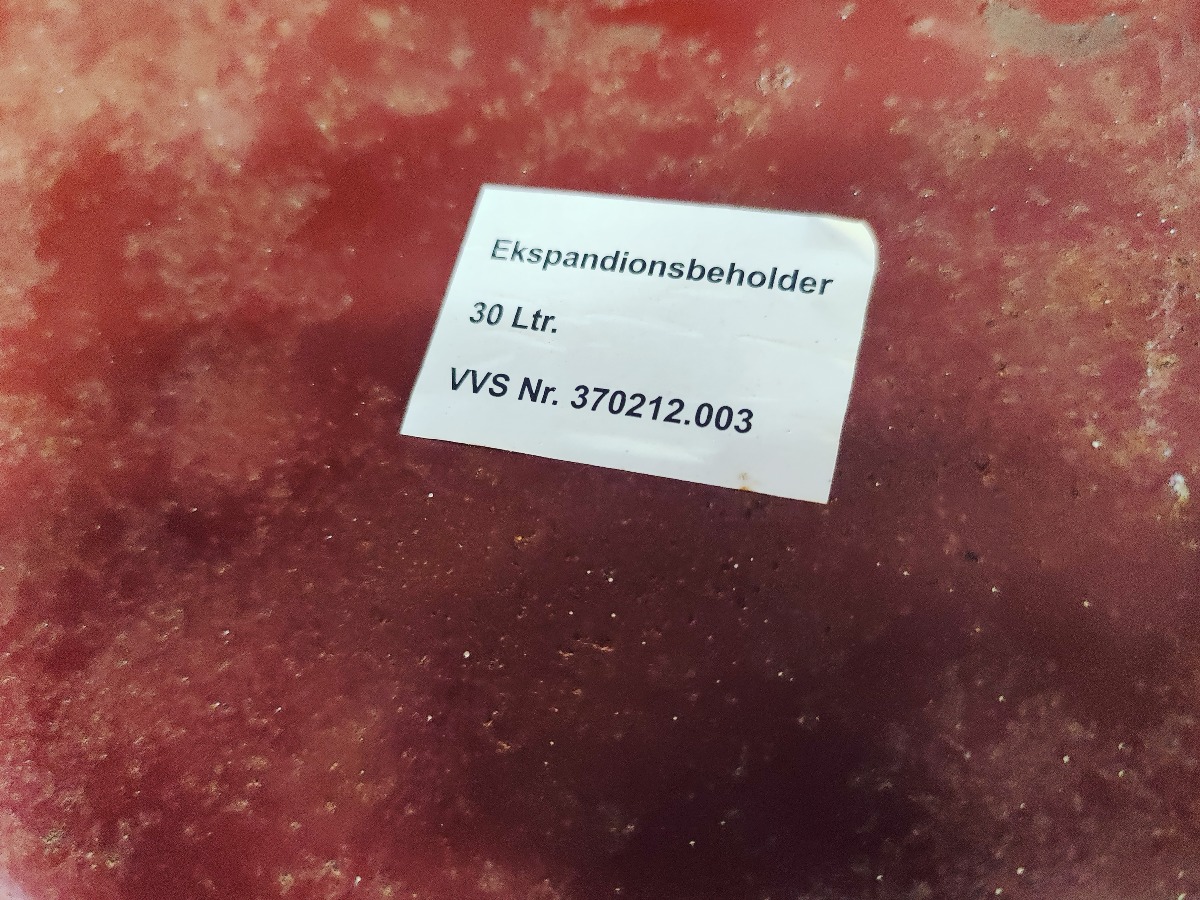 Ekspandionsbeholder
30 Ltr.
VVS Nr. 370212.003